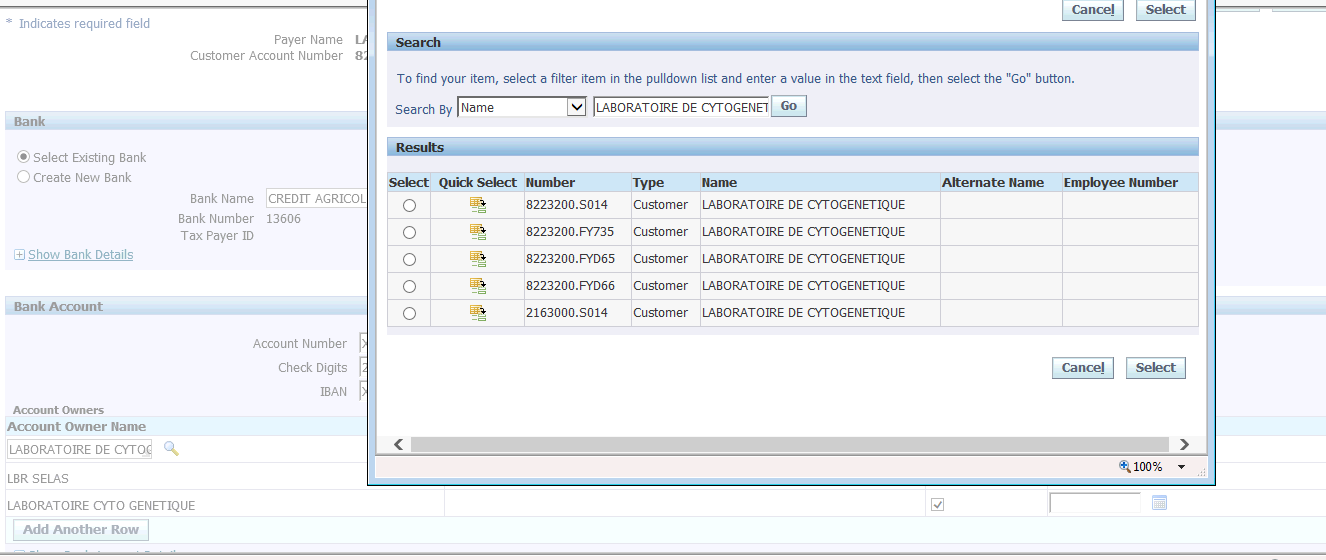 * Indicates required field
Payer Name LA
Customer Account Number 82
Bank
Select Existing Bank
Create New Bank
Bank Name CREDIT AGRICOL
Bank Number 13606
Tax Payer ID
Show Bank Details
Bank Account
Account Number X
Check Digits 2
IBAN X
Account Owners
Account Owner Name
LABORATOIRE DE CYTOG
LBR SELAS
LABORATOIRE CYTO GENETIQUE
Add Another Row
Cancel Select
Search
To find your item, select a filter item in the pulldown list and enter a value in the text field, then select the "Go" button.
Search By Name LABORATOIRE DE CYTOGENET Go
Results
Select Quick Select Number Type Name Alternate Name Employee Number
8223200.S014 Customer LABORATOIRE DE CYTOGENETIQUE
8223200.FY735 Customer LABORATOIRE DE CYTOGENETIQUE
8223200.FYD65 Customer LABORATOIRE DE CYTOGENETIQUE
8223200.FYD66 Customer LABORATOIRE DE CYTOGENETIQUE
2163000.S014 Customer LABORATOIRE DE CYTOGENETIQUE
Cancel Select
100%